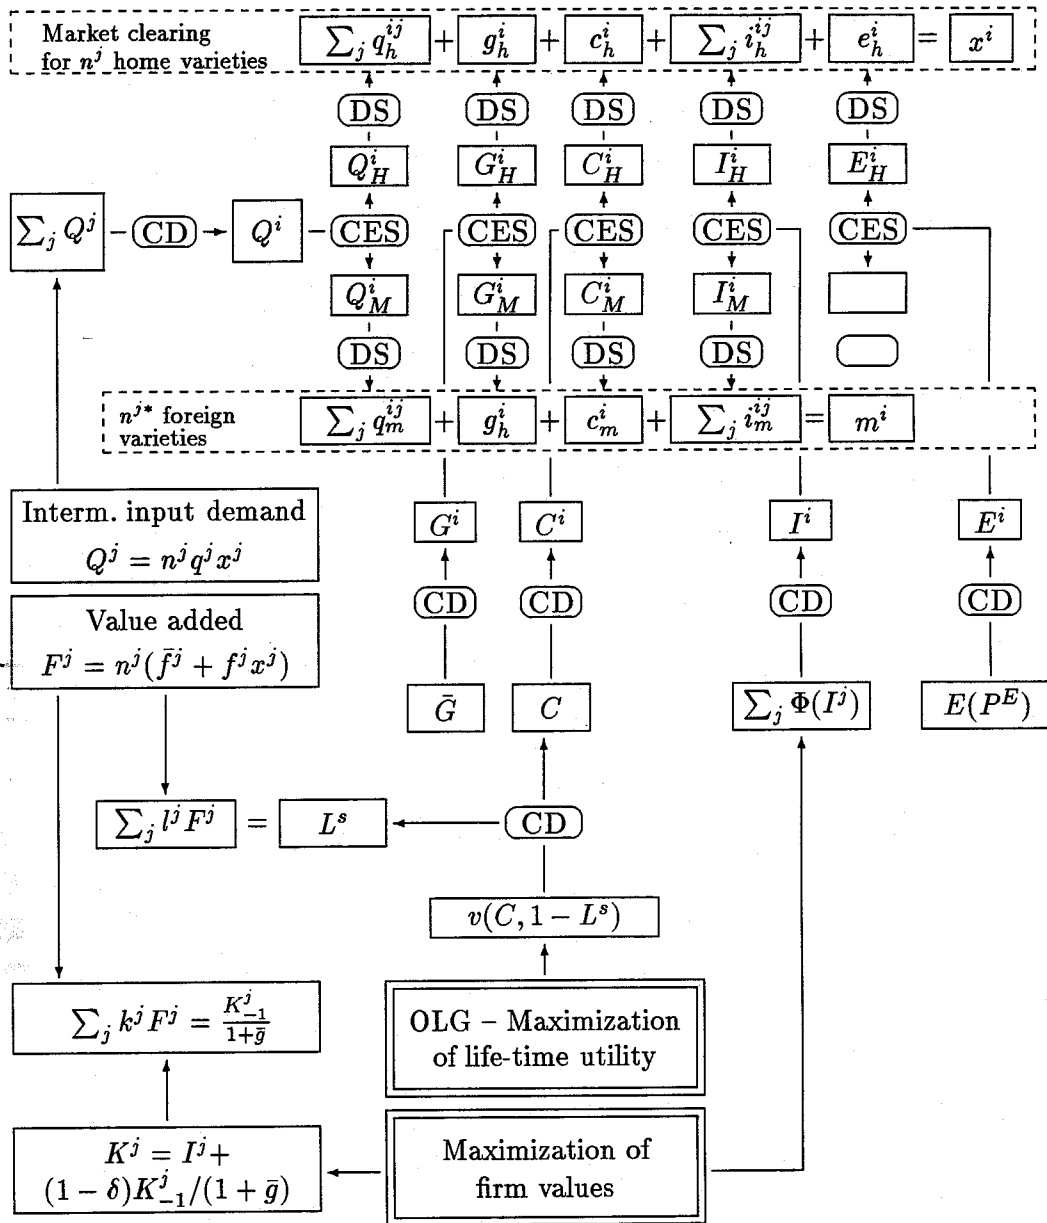 Market clearing
for n^j home varieties
∑_j q_h^{ij} + g_h^i + c_h^i + ∑_j i_h^{ij} + e_h^i = x^i
DS DS DS DS DS
Q_H^i G_H^i C_H^i I_H^i E_H^i
∑_j Q^j CD Q^i CES CES CES CES CES
Q_M^i G_M^i C_M^i I_M^i
DS DS DS DS
n^{j*} foreign
varieties
∑_j q_m^{ij} + g_h^i + c_m^i + ∑_j i_m^{ij} = m^i
Interm. input demand
Q^j = n^j q^j x^j
G^i C^i I^i E^i
CD CD CD CD
Value added
F^j = n^j(f̄^j + f^j x^j)
Ḡ C ∑_j Φ(I^j) E(P^E)
∑_j l^j F^j = L^s CD
v(C, 1 − L^s)
∑_j k^j F^j = K_{-1}^j / (1+ḡ)
OLG – Maximization
of life-time utility
K^j = I^j +
(1 − δ)K_{-1}^j/(1 + ḡ)
Maximization of
firm values